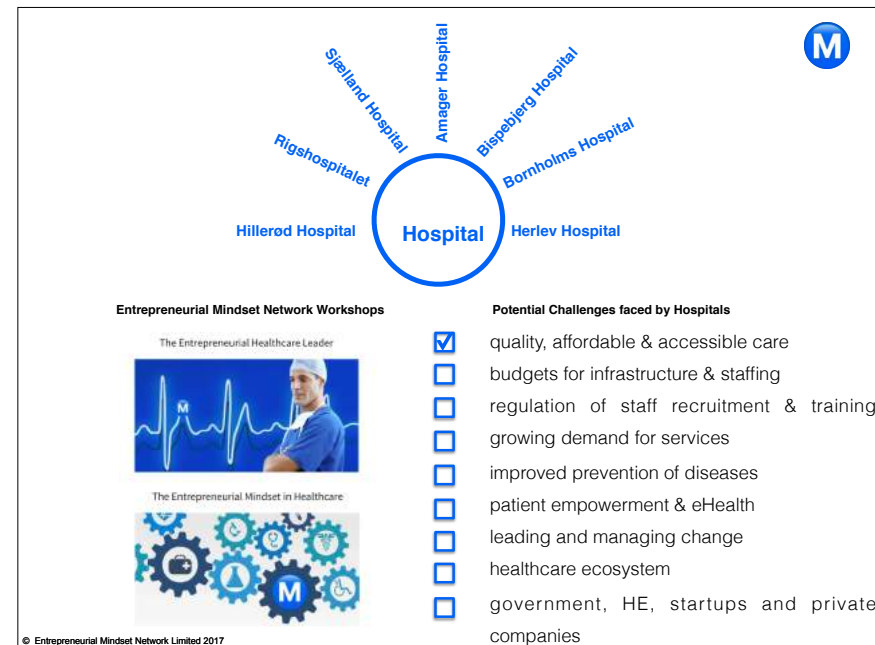 M
Hillerød Hospital
Rigshospitalet
Sjælland Hospital
Amager Hospital
Bispebjerg Hospital
Bornholms Hospital
Herlev Hospital
Hospital
Entrepreneurial Mindset Network Workshops
The Entrepreneurial Healthcare Leader
M
The Entrepreneurial Mindset in Healthcare
M
Potential Challenges faced by Hospitals
quality, affordable & accessible care
budgets for infrastructure & staffing
regulation of staff recruitment & training
growing demand for services
improved prevention of diseases
patient empowerment & eHealth
leading and managing change
healthcare ecosystem
government, HE, startups and private
companies
© Entrepreneurial Mindset Network Limited 2017